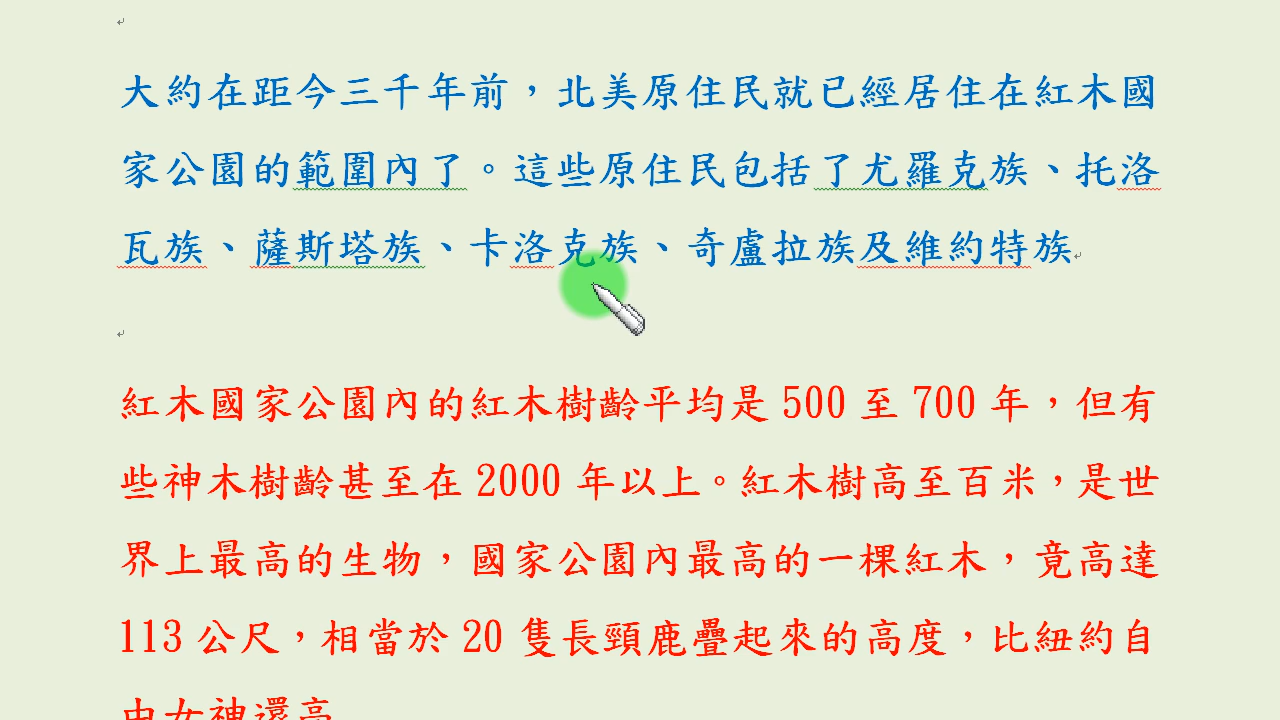 大約在距今三千年前，北美原住民就已經居住在紅木國
家公園的範圍內了。這些原住民包括了尤羅克族、托洛
瓦族、薩斯塔族、卡洛克族、奇盧拉族及維約特族
紅木國家公園內的紅木樹齡平均是 500 至 700 年，但有
些神木樹齡甚至在 2000 年以上。紅木樹高至百米，是世
界上最高的生物，國家公園內最高的一棵紅木，竟高達
113 公尺，相當於 20 隻長頸鹿疊起來的高度，比紐約自
由女神還高